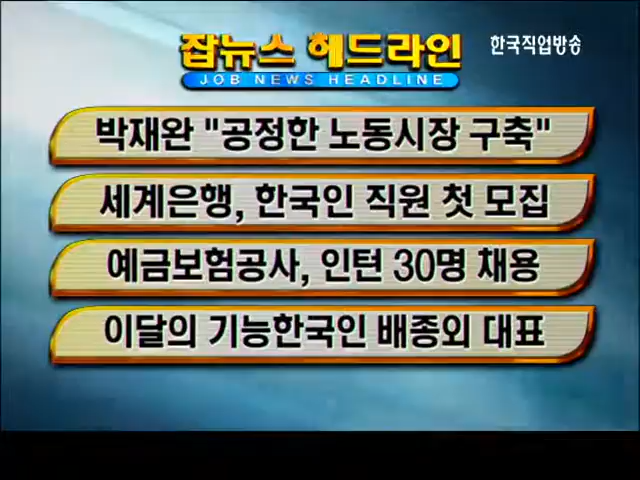 잡뉴스 헤드라인
한국직업방송
JOB NEWS HEADLINE
박재완 "공정한 노동시장 구축"
세계은행, 한국인 직원 첫 모집
예금보험공사, 인턴 30명 채용
이달의 기능한국인 배종외 대표